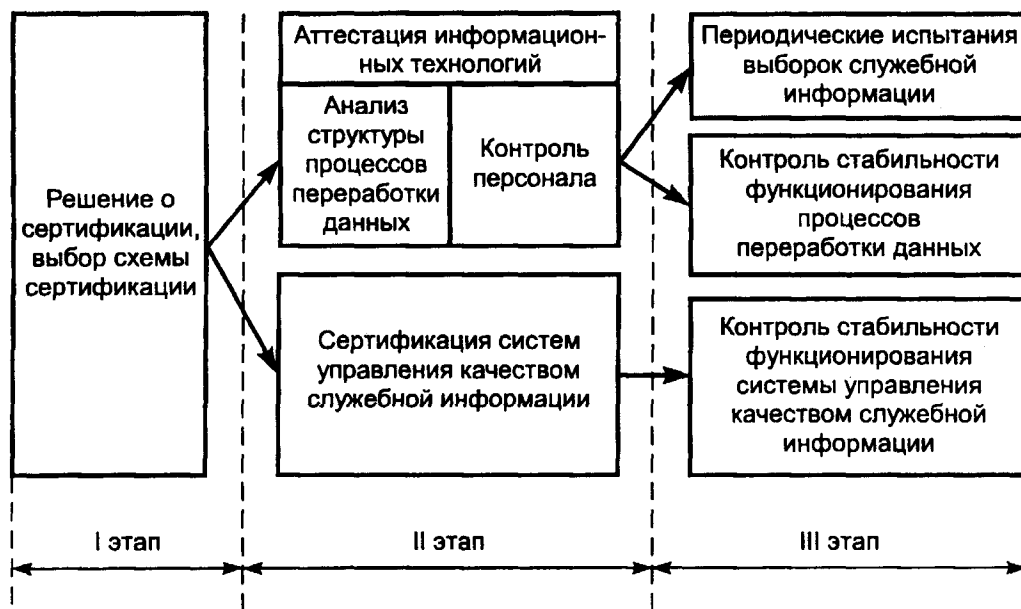 Решение о
сертификации,
выбор схемы
сертификации
Аттестация информацион-
ных технологий
Анализ
структуры
процессов
переработки
данных
Контроль
персонала
Сертификация систем
управления качеством
служебной информации
Периодические испытания
выборок служебной
информации
Контроль стабильности
функционирования
процессов
переработки данных
Контроль стабильности
функционирования
системы управления
качеством служебной
информации
I этап
II этап
III этап